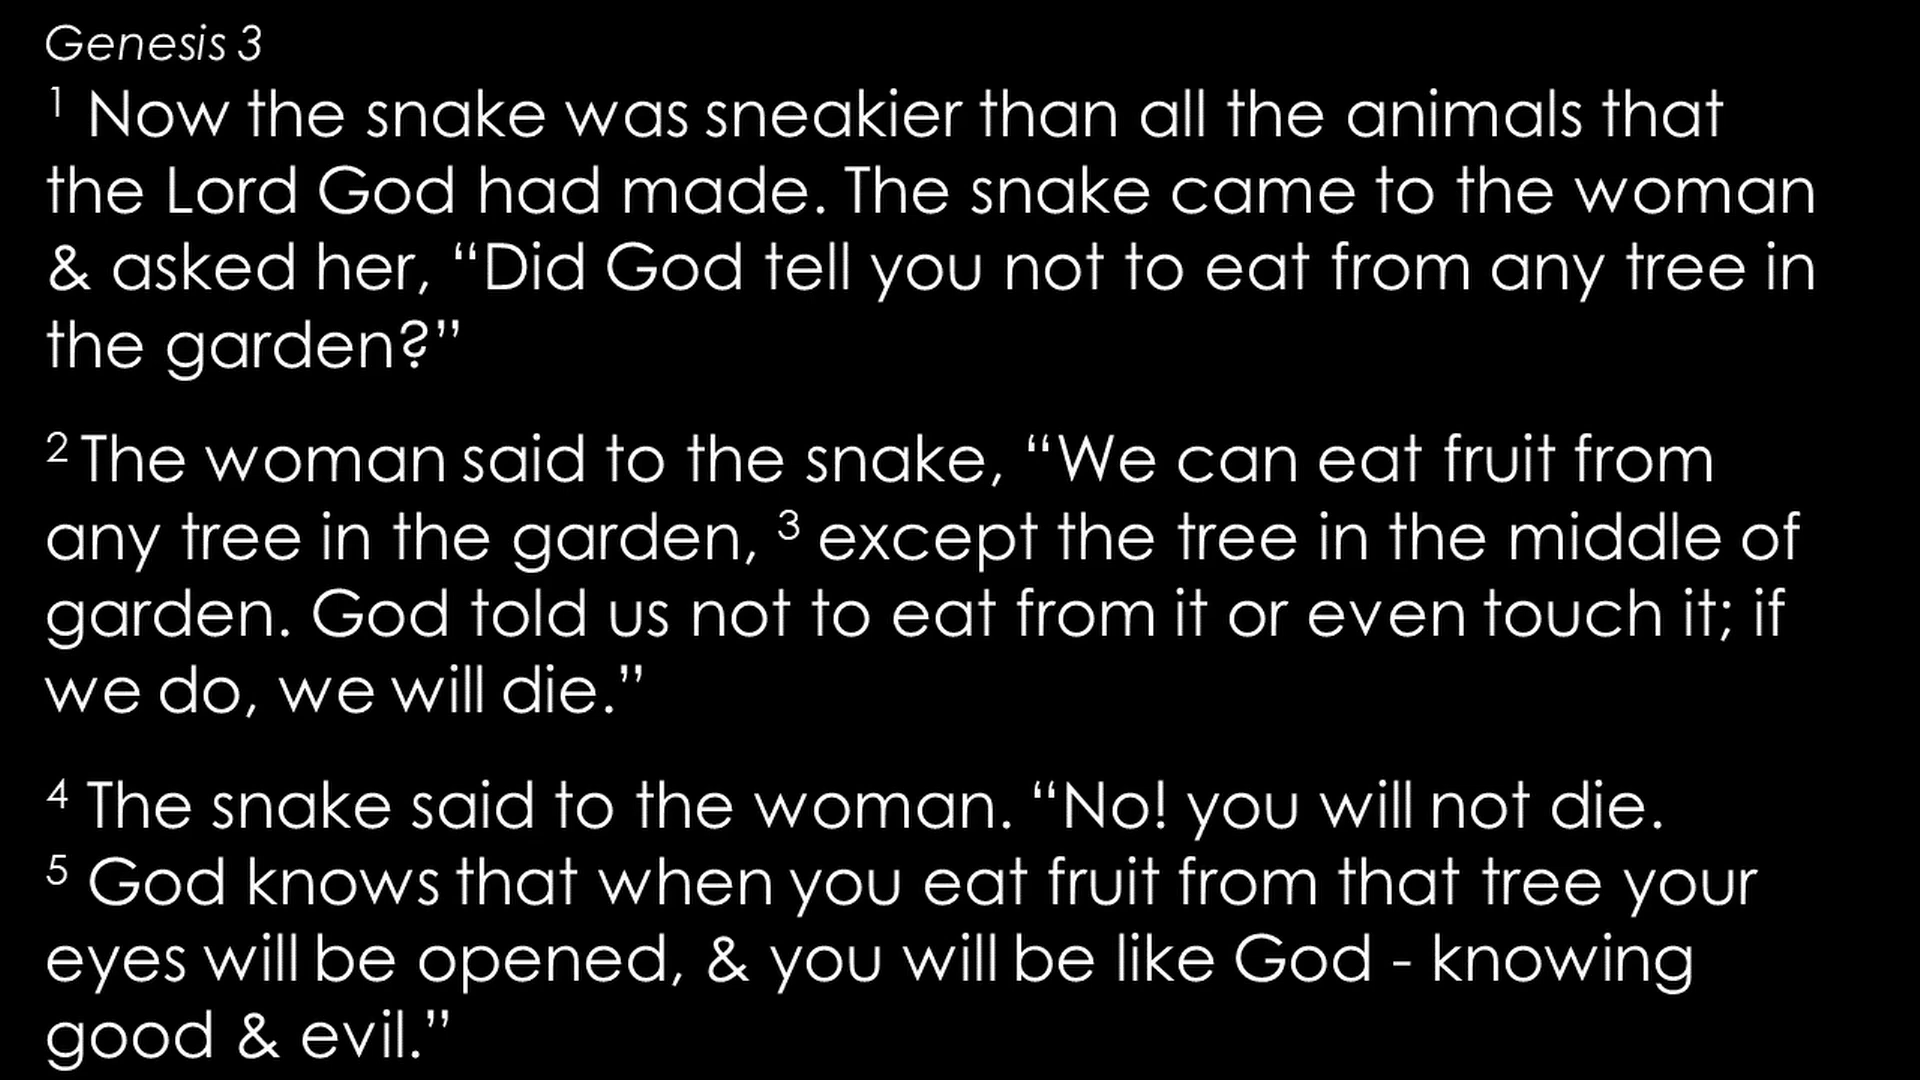 Genesis 3
1 Now the snake was sneakier than all the animals that
the Lord God had made. The snake came to the woman
& asked her, “Did God tell you not to eat from any tree in
the garden?”
2 The woman said to the snake, “We can eat fruit from
any tree in the garden, 3 except the tree in the middle of
garden. God told us not to eat from it or even touch it; if
we do, we will die.”
4 The snake said to the woman. “No! you will not die.
5 God knows that when you eat fruit from that tree your
eyes will be opened, & you will be like God - knowing
good & evil.”